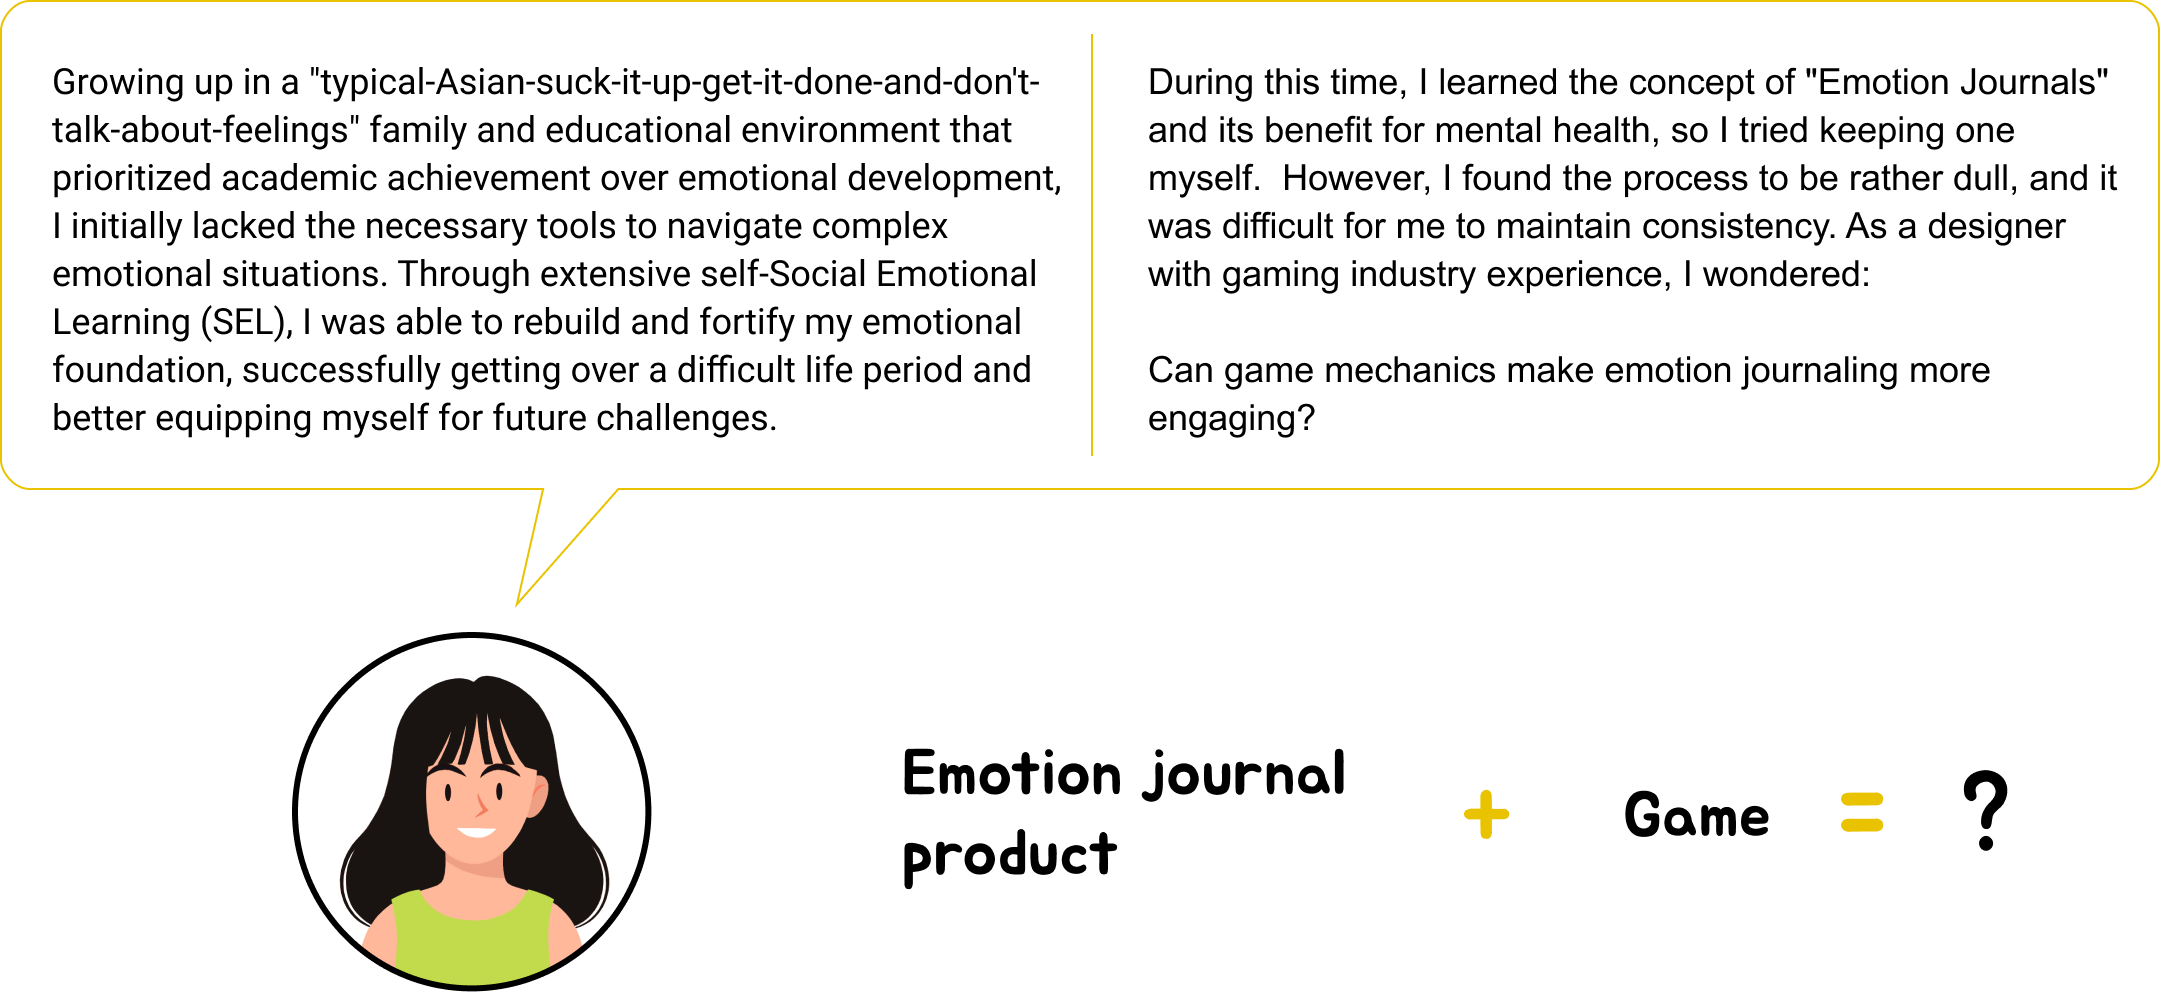 Growing up in a "typical-Asian-suck-it-up-get-it-done-and-don't-
talk-about-feelings" family and educational environment that
prioritized academic achievement over emotional development,
I initially lacked the necessary tools to navigate complex
emotional situations. Through extensive self-Social Emotional
Learning (SEL), I was able to rebuild and fortify my emotional
foundation, successfully getting over a difficult life period and
better equipping myself for future challenges.
During this time, I learned the concept of "Emotion Journals"
and its benefit for mental health, so I tried keeping one
myself.  However, I found the process to be rather dull, and it
was difficult for me to maintain consistency. As a designer
with gaming industry experience, I wondered:
Can game mechanics make emotion journaling more
engaging?
Emotion journal
product
+
Game
=
?